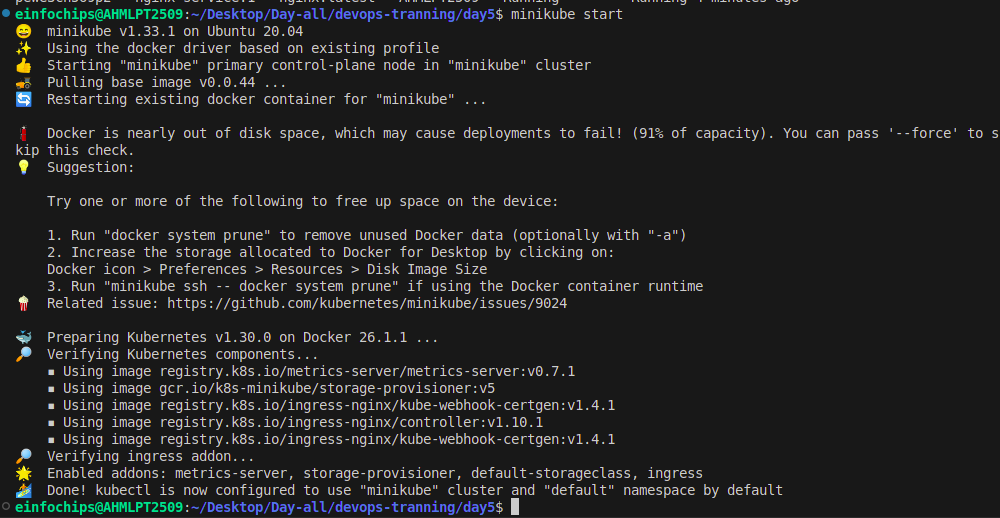 einfochips@AHMLPT2509:~/Desktop/Day-all/devops-tranning/day5$ minikube start
😄 minikube v1.33.1 on Ubuntu 20.04
✨ Using the docker driver based on existing profile
👍 Starting "minikube" primary control-plane node in "minikube" cluster
🚜 Pulling base image v0.0.44 ...
🔄 Restarting existing docker container for "minikube" ...
🧯 Docker is nearly out of disk space, which may cause deployments to fail! (91% of capacity). You can pass '--force' to s
kip this check.
💡 Suggestion:
Try one or more of the following to free up space on the device:
1. Run "docker system prune" to remove unused Docker data (optionally with "-a")
2. Increase the storage allocated to Docker for Desktop by clicking on:
Docker icon > Preferences > Resources > Disk Image Size
3. Run "minikube ssh -- docker system prune" if using the Docker container runtime
🍿 Related issue: https://github.com/kubernetes/minikube/issues/9024
🐳 Preparing Kubernetes v1.30.0 on Docker 26.1.1 ...
🔎 Verifying Kubernetes components...
▪ Using image registry.k8s.io/metrics-server/metrics-server:v0.7.1
▪ Using image gcr.io/k8s-minikube/storage-provisioner:v5
▪ Using image registry.k8s.io/ingress-nginx/kube-webhook-certgen:v1.4.1
▪ Using image registry.k8s.io/ingress-nginx/controller:v1.10.1
▪ Using image registry.k8s.io/ingress-nginx/kube-webhook-certgen:v1.4.1
🔎 Verifying ingress addon...
🌟 Enabled addons: metrics-server, storage-provisioner, default-storageclass, ingress
🏄 Done! kubectl is now configured to use "minikube" cluster and "default" namespace by default
einfochips@AHMLPT2509:~/Desktop/Day-all/devops-tranning/day5$